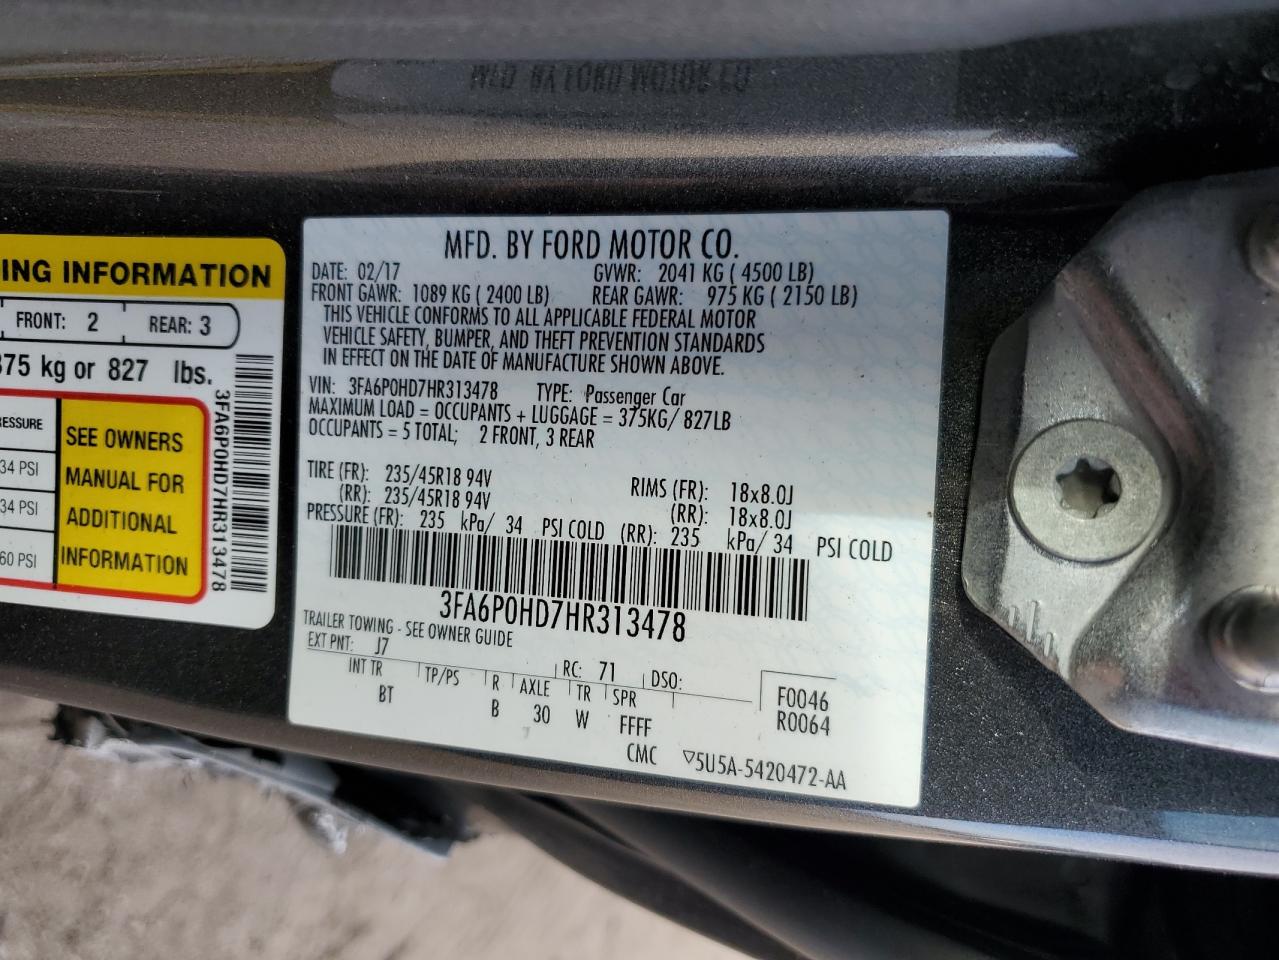 MFD. BY FORD MOTOR CO.
DATE: 02/17 GVWR: 2041 KG ( 4500 LB)
FRONT GAWR: 1089 KG ( 2400 LB) REAR GAWR: 975 KG ( 2150 LB)
THIS VEHICLE CONFORMS TO ALL APPLICABLE FEDERAL MOTOR
VEHICLE SAFETY, BUMPER, AND THEFT PREVENTION STANDARDS
IN EFFECT ON THE DATE OF MANUFACTURE SHOWN ABOVE.
VIN: 3FA6P0HD7HR313478 TYPE: Passenger Car
MAXIMUM LOAD = OCCUPANTS + LUGGAGE = 375KG/ 827LB
OCCUPANTS = 5 TOTAL; 2 FRONT, 3 REAR
TIRE (FR): 235/45R18 94V RIMS (FR): 18x8.0J
(RR): 235/45R18 94V (RR): 18x8.0J
PRESSURE (FR): 235 kPa/ 34 PSI COLD (RR): 235 kPa/ 34 PSI COLD
3FA6P0HD7HR313478
TRAILER TOWING - SEE OWNER GUIDE
EXT PNT: J7 RC: 71 DSO:
INT TR TP/PS R AXLE TR SPR F0046
BT B 30 W FFFF R0064
CMC ▽5U5A-5420472-AA
ING INFORMATION
FRONT: 2 REAR: 3
375 kg or 827 lbs.
RESSURE
34 PSI
34 PSI
60 PSI
SEE OWNERS
MANUAL FOR
ADDITIONAL
INFORMATION
3FA6P0HD7HR313478